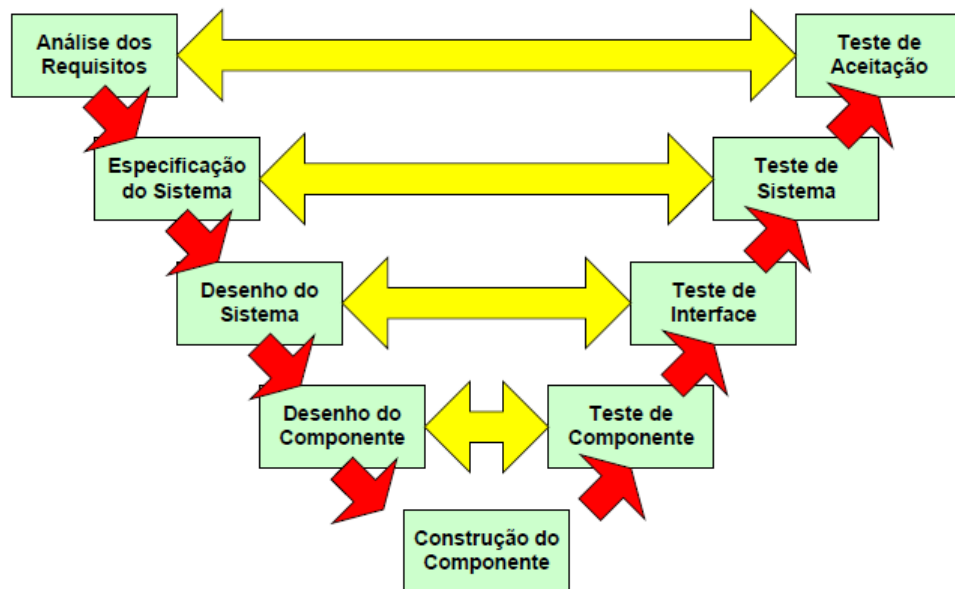 Análise dos
Requisitos
Teste de
Aceitação
Especificação
do Sistema
Teste de
Sistema
Desenho do
Sistema
Teste de
Interface
Desenho do
Componente
Teste de
Componente
Construção do
Componente